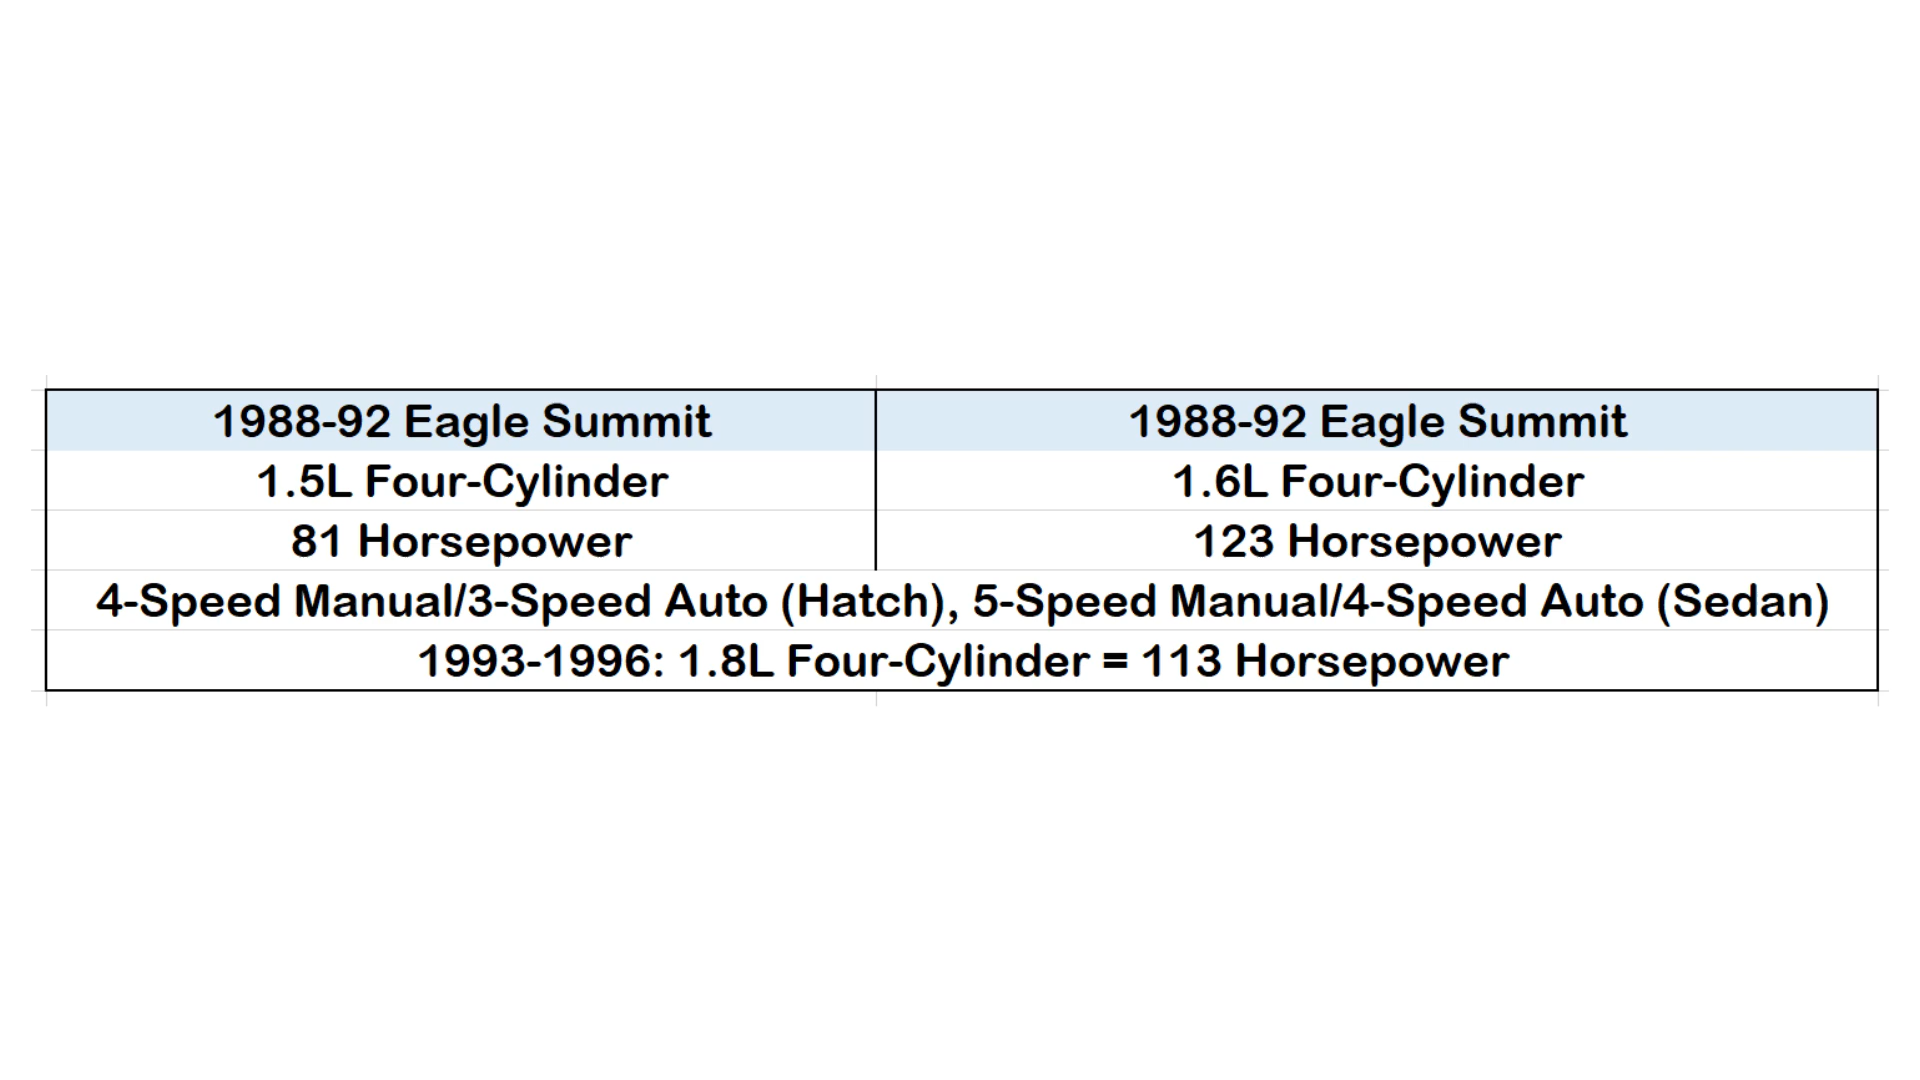 1988-92 Eagle Summit
1988-92 Eagle Summit
1.5L Four-Cylinder
1.6L Four-Cylinder
81 Horsepower
123 Horsepower
4-Speed Manual/3-Speed Auto (Hatch), 5-Speed Manual/4-Speed Auto (Sedan)
1993-1996: 1.8L Four-Cylinder = 113 Horsepower